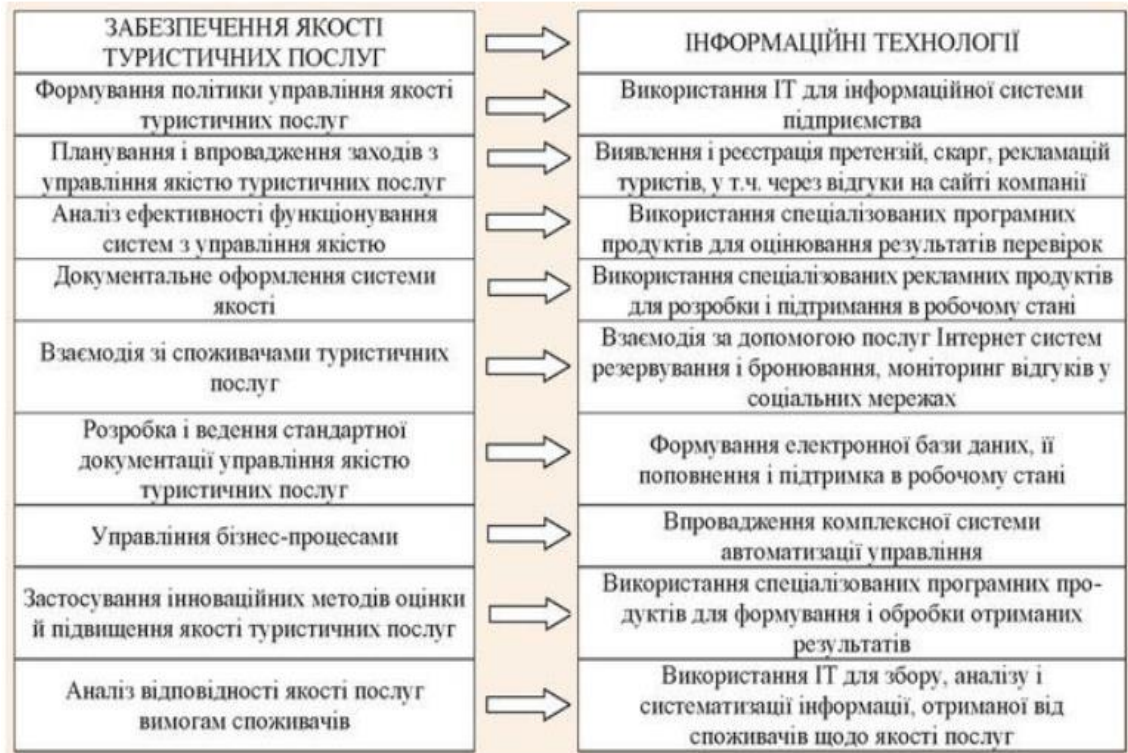 ЗАБЕЗПЕЧЕННЯ ЯКОСТІ
ТУРИСТИЧНИХ ПОСЛУГ
ІНФОРМАЦІЙНІ ТЕХНОЛОГІЇ
Формування політики управління якості
туристичних послуг
Використання ІТ для інформаційної системи
підприємства
Планування і впровадження заходів з
управління якістю туристичних послуг
Виявлення і реєстрація претензій, скарг, рекламацій
туристів, у т.ч. через відгуки на сайті компанії
Аналіз ефективності функціонування
систем з управління якістю
Використання спеціалізованих програмних
продуктів для оцінювання результатів перевірок
Документальне оформлення системи
якості
Використання спеціалізованих рекламних продуктів
для розробки і підтримання в робочому стані
Взаємодія зі споживачами туристичних
послуг
Взаємодія за допомогою послуг Інтернет систем
резервування і бронювання, моніторинг відгуків у
соціальних мережах
Розробка і ведення стандартної
документації управління якістю
туристичних послуг
Формування електронної бази даних, її
поповнення і підтримка в робочому стані
Управління бізнес-процесами
Впровадження комплексної системи
автоматизації управління
Застосування інноваційних методів оцінки
й підвищення якості туристичних послуг
Використання спеціалізованих програмних про-
дуктів для формування і обробки отриманих
результатів
Аналіз відповідності якості послуг
вимогам споживачів
Використання ІТ для збору, аналізу і
систематизації інформації, отриманої від
споживачів щодо якості послуг